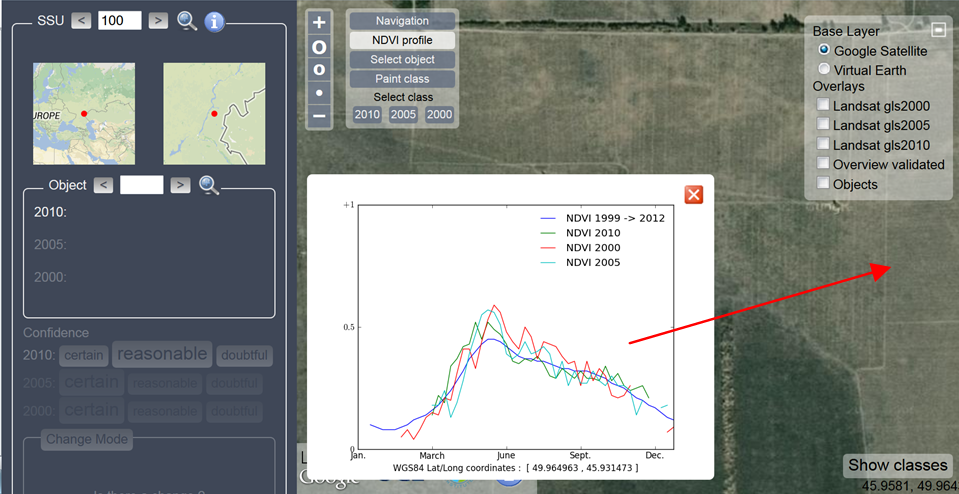 SSU < 100 > i
UROPE
Object < >
2010:
2005:
2000:
Confidence
2010: certain reasonable doubtful
2005: certain reasonable doubtful
2000: certain reasonable doubtful
Change Mode
Navigation
NDVI profile
Select object
Paint class
Select class
2010 2005 2000
Base Layer
Google Satellite
Virtual Earth
Overlays
Landsat gls2000
Landsat gls2005
Landsat gls2010
Overview validated
Objects
+1
0.5
0
NDVI 1999 -> 2012
NDVI 2010
NDVI 2000
NDVI 2005
Jan. March June Sept. Dec.
WGS84 Lat/Long coordinates : [ 49.964963 , 45.931473 ]
Google
Show classes
45.9581, 49.964